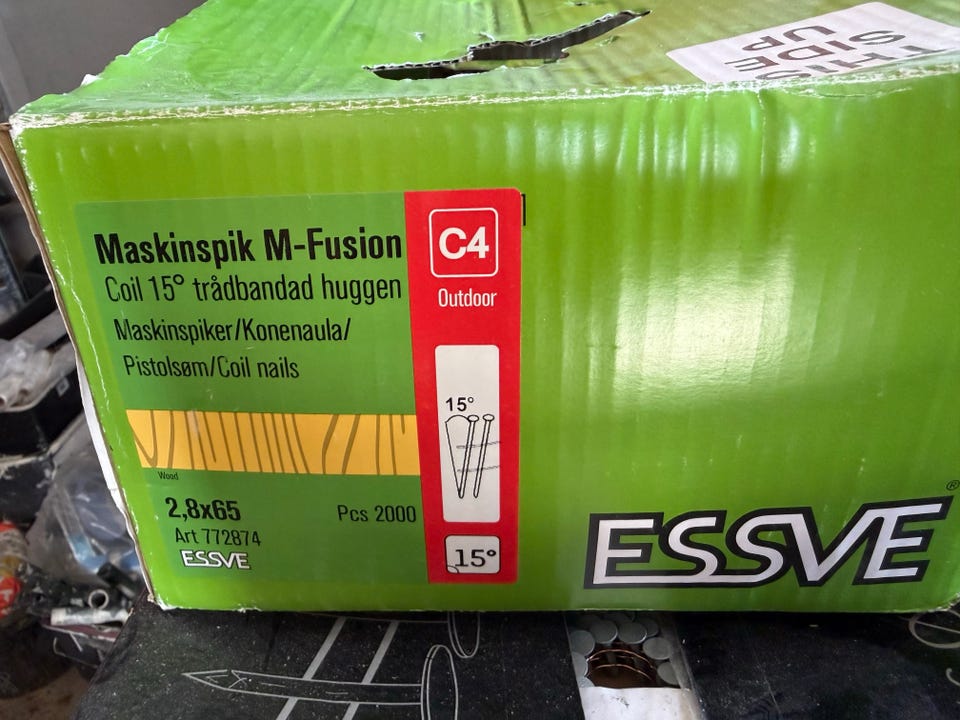 THIS
SIDE
UP
Maskinspik M-Fusion
Coil 15° trådbandad huggen
Maskinspiker/Konenaula/
Pistolsøm/Coil nails
Wood
2,8x65
Pcs 2000
Art 772874
ESSVE
C4
Outdoor
15°
15°
ESSVE®